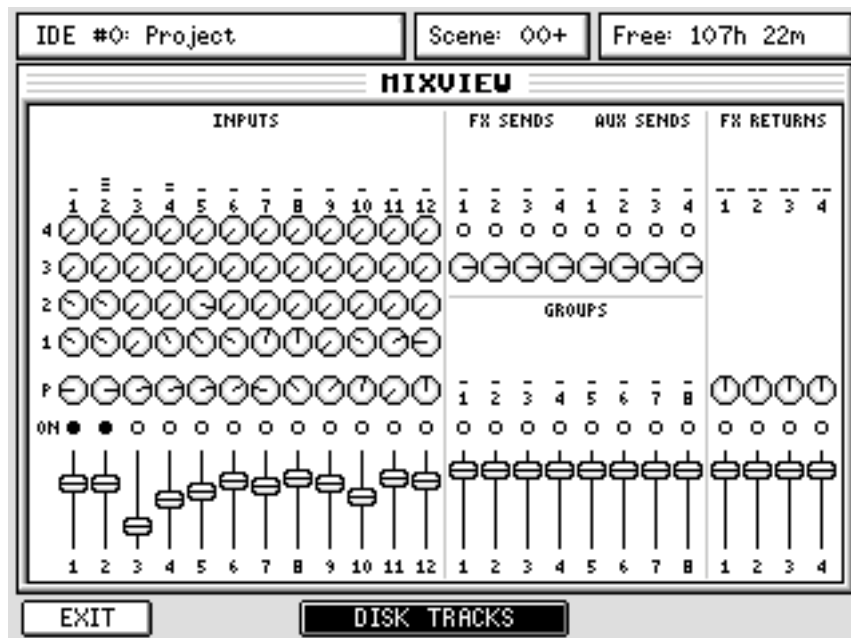 IDE #0: Project Scene: 00+ Free: 107h 22m
MIXVIEW
INPUTS FX SENDS AUX SENDS FX RETURNS
1 2 3 4 5 6 7 8 9 10 11 12 1 2 3 4 1 2 3 4 1 2 3 4
4
3
2
GROUPS
1
P 1 2 3 4 5 6 7 8
ON
1 2 3 4 5 6 7 8 9 10 11 12 1 2 3 4 5 6 7 8 1 2 3 4
EXIT DISK TRACKS